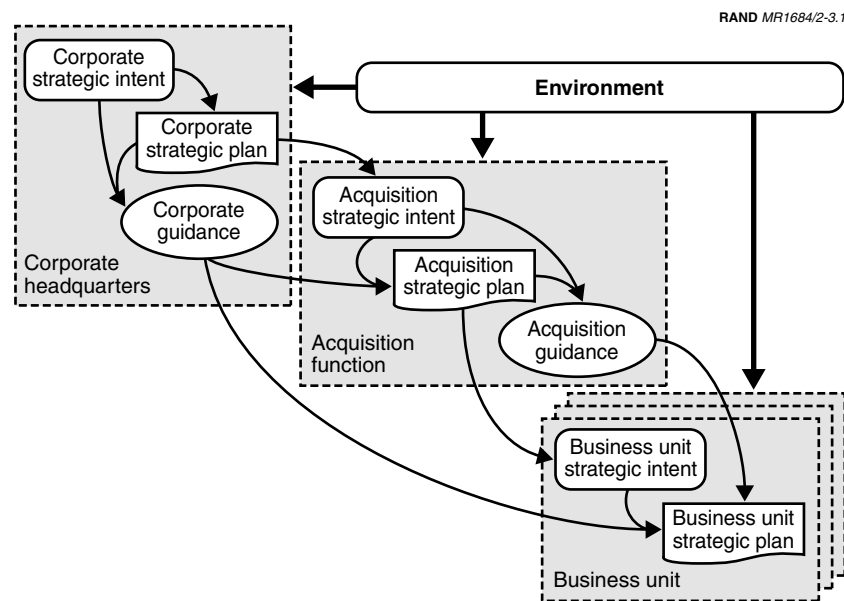 RAND MR1684/2-3.1
Corporate
strategic intent
Environment
Corporate
strategic plan
Corporate
guidance
Corporate
headquarters
Acquisition
strategic intent
Acquisition
strategic plan
Acquisition
guidance
Acquisition
function
Business unit
strategic intent
Business unit
strategic plan
Business unit